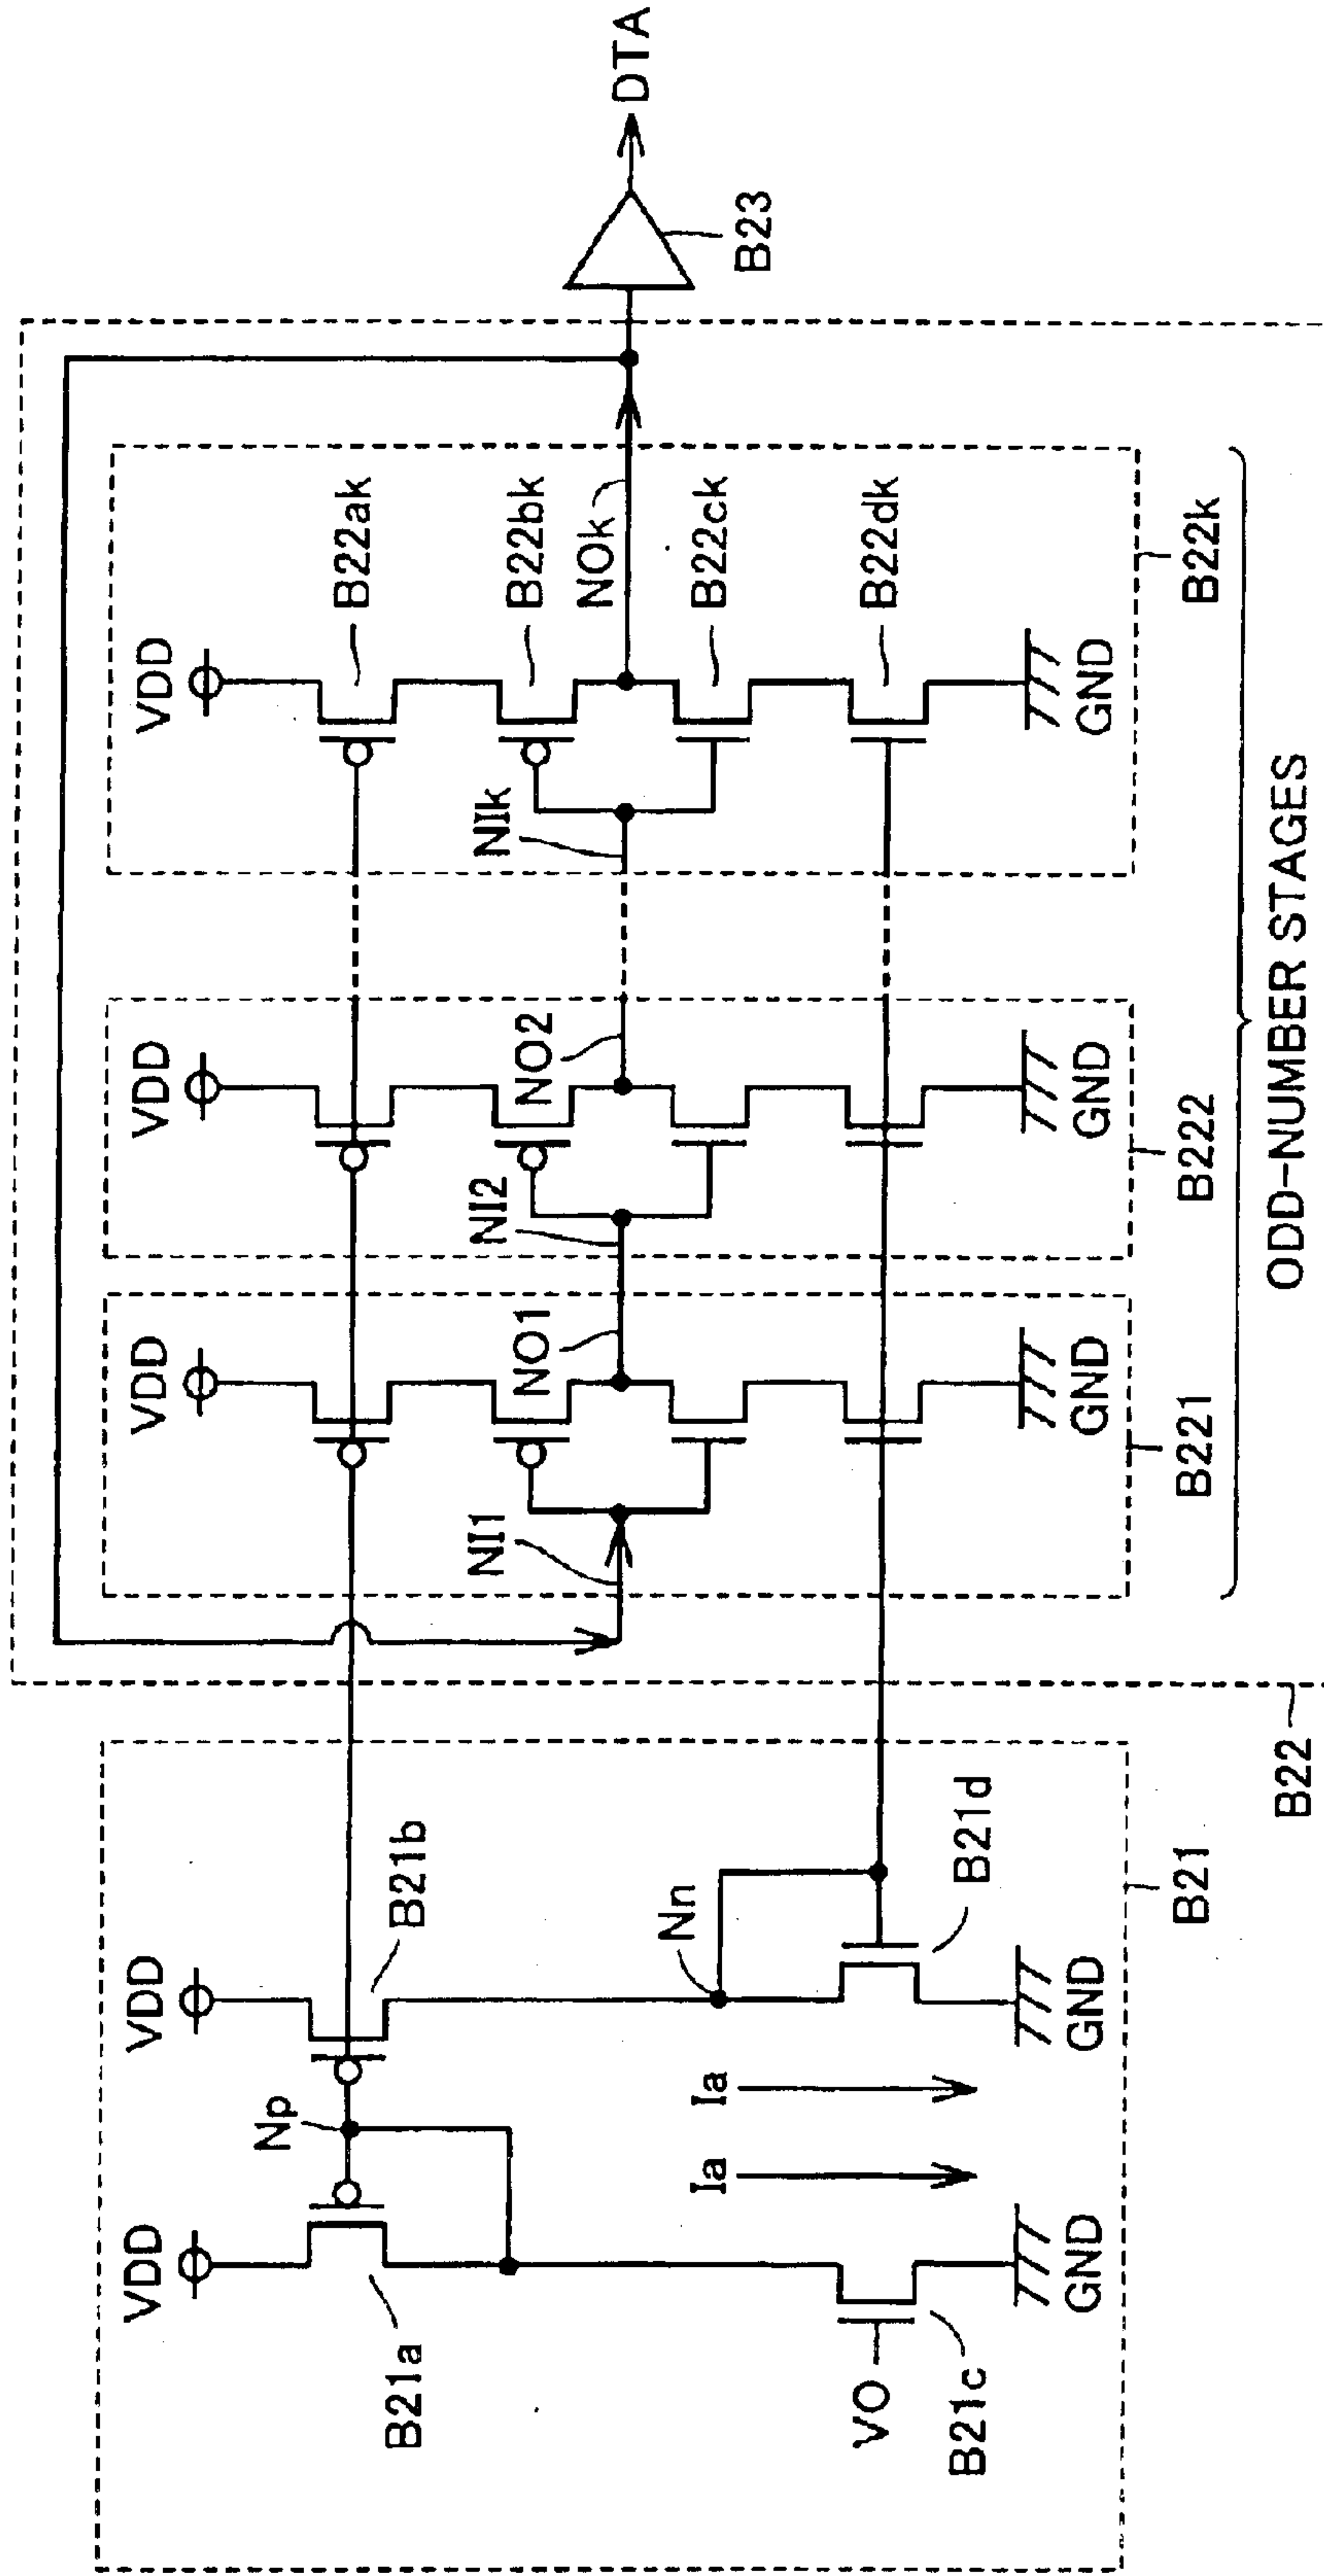 VDD
VDD
VDD
VDD
VDD
B21a
Np
B21b
B22ak
B22bk
NI1
NO1
NI2
NO2
NIk
NOk
DTA
B23
Ia
Ia
Nn
B22ck
VO
B21c
B21d
B22dk
GND
GND
GND
GND
GND
B21
B22
B221
B222
B22k
ODD-NUMBER STAGES